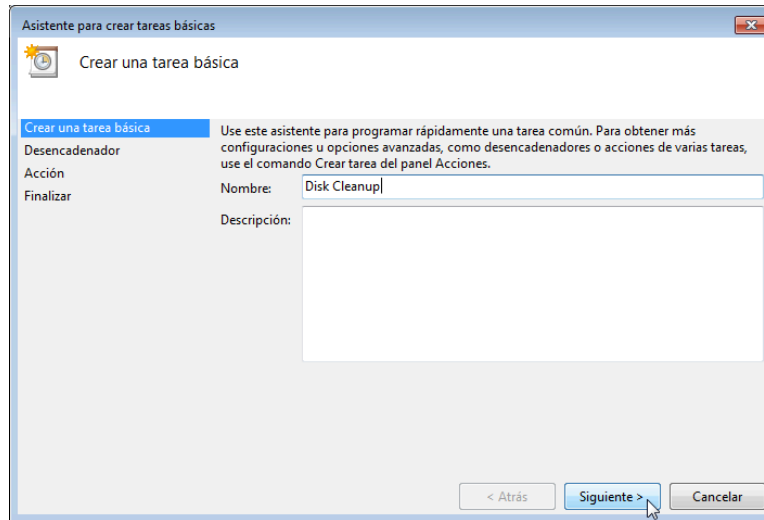 Asistente para crear tareas básicas
Crear una tarea básica
Crear una tarea básica
Desencadenador
Acción
Finalizar
Use este asistente para programar rápidamente una tarea común. Para obtener más
configuraciones u opciones avanzadas, como desencadenadores o acciones de varias tareas,
use el comando Crear tarea del panel Acciones.
Nombre: Disk Cleanup
Descripción:
< Atrás Siguiente > Cancelar